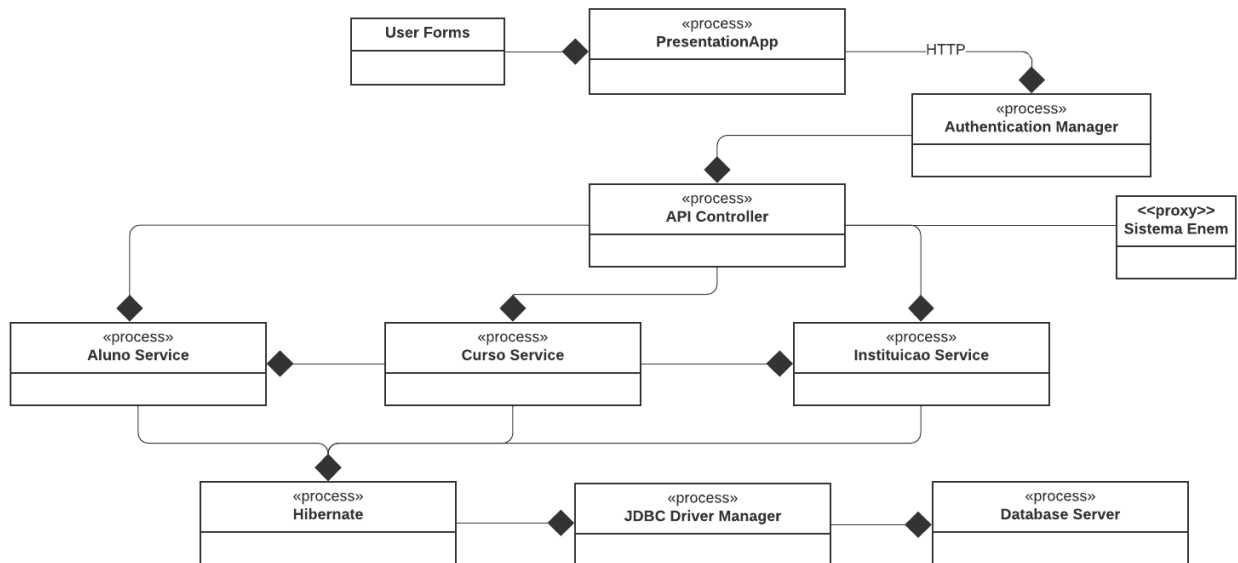 User Forms
«process»
PresentationApp
HTTP
«process»
Authentication Manager
«process»
API Controller
<<proxy>>
Sistema Enem
«process»
Aluno Service
«process»
Curso Service
«process»
Instituicao Service
«process»
Hibernate
«process»
JDBC Driver Manager
«process»
Database Server